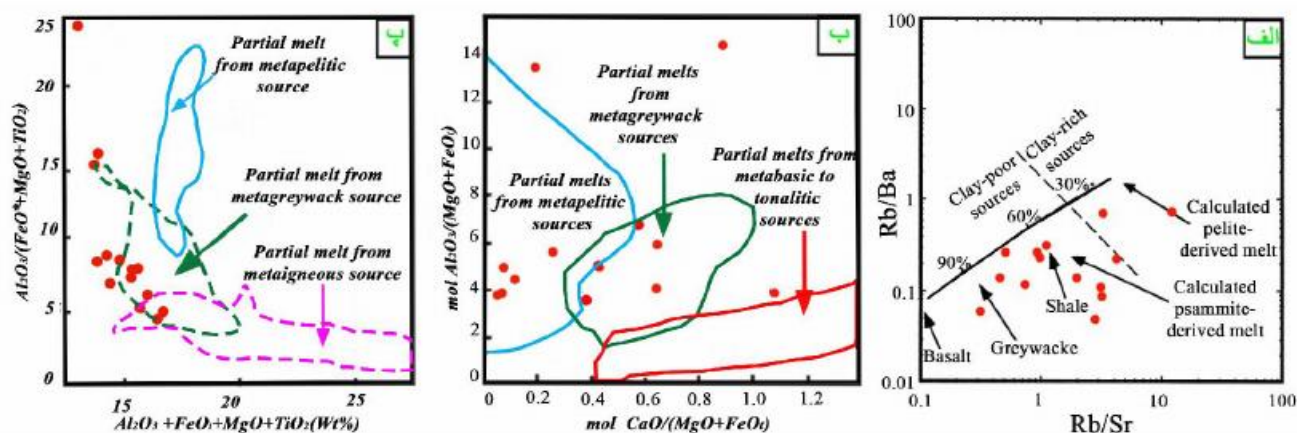 پ
25
20
15
10
5
0
Al₂O₃/(FeO*+MgO+TiO₂)
Partial melt
from metapelitic
source
Partial melt from
metagreywack
source
Partial melt from
metaigneous source
15
20
25
Al₂O₃ +FeO₁+MgO+TiO₂(Wt%)
ب
14
12
10
8
6
4
2
0
mol Al₂O₃/(MgO+FeOₜ)
Partial melts
from
metagreywack
sources
Partial melts from
metabasic to
tonalitic
sources
Partial melts
from metapelitic
sources
0
0.2
0.4
0.6
0.8
1.0
1.2
mol CaO/(MgO+FeOₜ)
الف
100
10
1
0.1
0.01
Rb/Ba
Clay-poor
sources
Clay-rich
sources
30%
60%
90%
Calculated
pelite-
derived melt
Calculated
psammite-
derived melt
Shale
Greywacke
Basalt
0.1
1
10
100
Rb/Sr